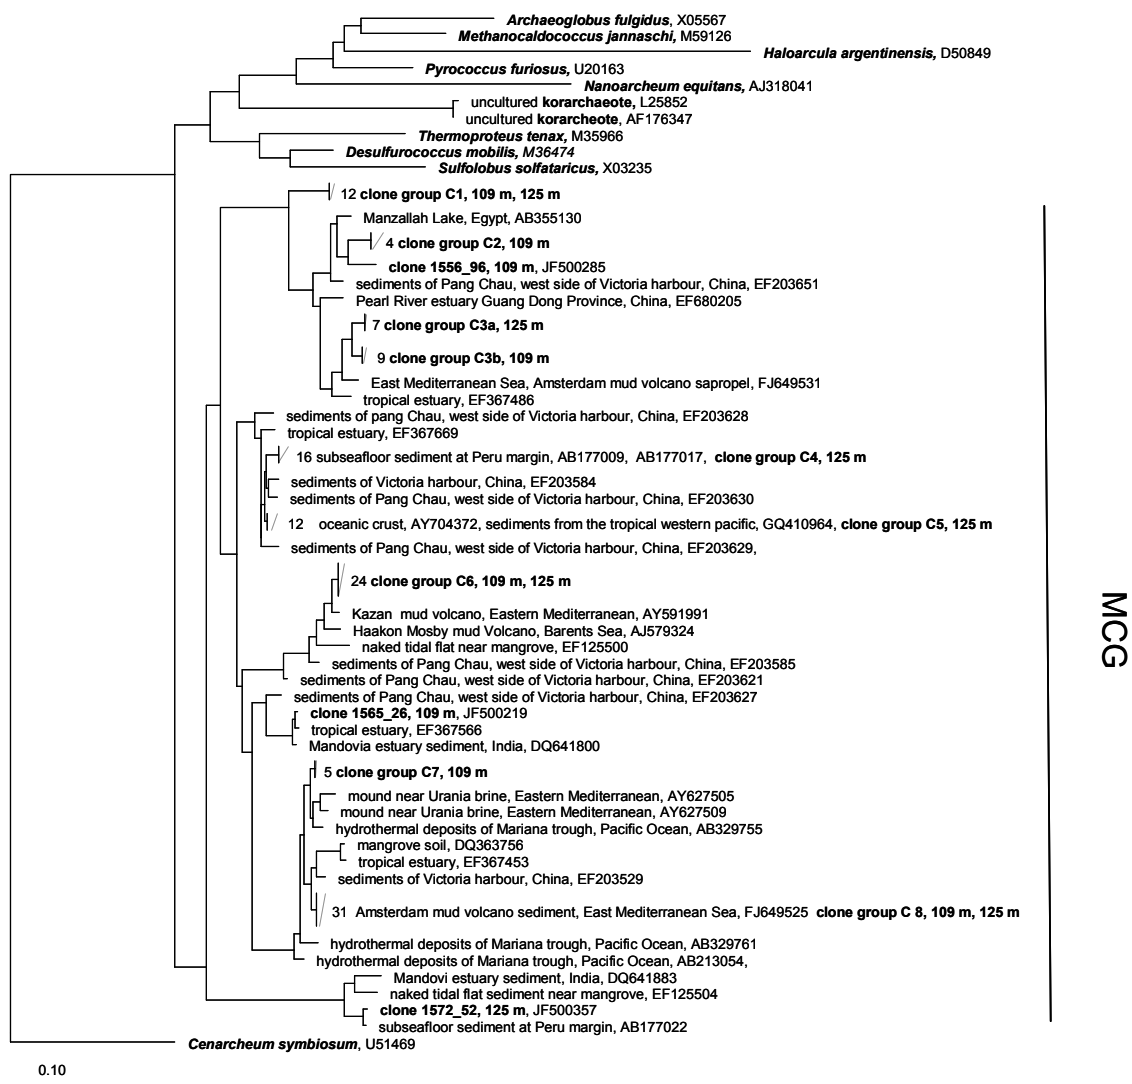 Archaeoglobus fulgidus, X05567
Methanocaldococcus jannaschi, M59126
Haloarcula argentinensis, D50849
Pyrococcus furiosus, U20163
Nanoarcheum equitans, AJ318041
uncultured korarchaeote, L25852
uncultured korarcheote, AF176347
Thermoproteus tenax, M35966
Desulfurococcus mobilis, M36474
Sulfolobus solfataricus, X03235
12 clone group C1, 109 m, 125 m
Manzallah Lake, Egypt, AB355130
4 clone group C2, 109 m
clone 1556_96, 109 m, JF500285
sediments of Pang Chau, west side of Victoria harbour, China, EF203651
Pearl River estuary Guang Dong Province, China, EF680205
7 clone group C3a, 125 m
9 clone group C3b, 109 m
East Mediterranean Sea, Amsterdam mud volcano sapropel, FJ649531
tropical estuary, EF367486
sediments of pang Chau, west side of Victoria harbour, China, EF203628
tropical estuary, EF367669
16 subseafloor sediment at Peru margin, AB177009, AB177017, clone group C4, 125 m
sediments of Victoria harbour, China, EF203584
sediments of Pang Chau, west side of Victoria harbour, China, EF203630
12 oceanic crust, AY704372, sediments from the tropical western pacific, GQ410964, clone group C5, 125 m
sediments of Pang Chau, west side of Victoria harbour, China, EF203629,
24 clone group C6, 109 m, 125 m
Kazan mud volcano, Eastern Mediterranean, AY591991
Haakon Mosby mud Volcano, Barents Sea, AJ579324
naked tidal flat near mangrove, EF125500
sediments of Pang Chau, west side of Victoria harbour, China, EF203585
sediments of Pang Chau, west side of Victoria harbour, China, EF203621
sediments of Pang Chau, west side of Victoria harbour, China, EF203627
clone 1565_26, 109 m, JF500219
tropical estuary, EF367566
Mandovia estuary sediment, India, DQ641800
5 clone group C7, 109 m
mound near Urania brine, Eastern Mediterranean, AY627505
mound near Urania brine, Eastern Mediterranean, AY627509
hydrothermal deposits of Mariana trough, Pacific Ocean, AB329755
mangrove soil, DQ363756
tropical estuary, EF367453
sediments of Victoria harbour, China, EF203529
31 Amsterdam mud volcano sediment, East Mediterranean Sea, FJ649525 clone group C 8, 109 m, 125 m
hydrothermal deposits of Mariana trough, Pacific Ocean, AB329761
hydrothermal deposits of Mariana trough, Pacific Ocean, AB213054,
Mandovi estuary sediment, India, DQ641883
naked tidal flat sediment near mangrove, EF125504
clone 1572_52, 125 m, JF500357
subseafloor sediment at Peru margin, AB177022
Cenarcheum symbiosum, U51469
0.10
MCG